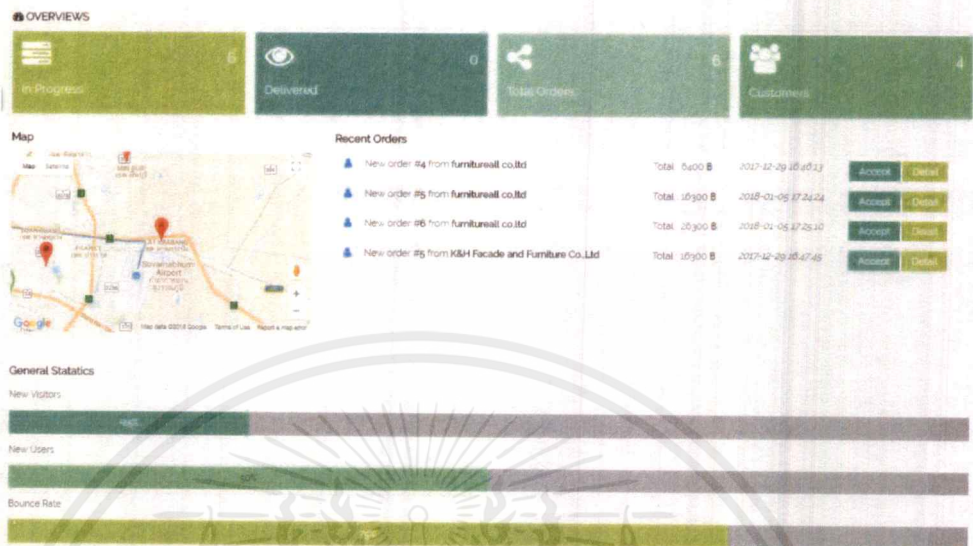 OVERVIEWS
6
In Progress
0
Delivered
6
Total Orders
4
Customers
Map
Map
Suvarnabhumi
Airport
Google
Map data ©2018 Google Terms of Use Report a map error
Recent Orders
New order #4 from furnitureall co.ltd Total 6400 ฿ 2017-12-29 16:46:13 Accept Detail
New order #5 from furnitureall co.ltd Total 16300 ฿ 2018-01-05 17:24:24 Accept Detail
New order #6 from furnitureall co.ltd Total 26300 ฿ 2018-01-05 17:25:10 Accept Detail
New order #5 from K&H Facade and Furniture Co.,Ltd Total 16300 ฿ 2017-12-29 16:47:45 Accept Detail
General Statatics
New Visitors
New Users
50%
Bounce Rate